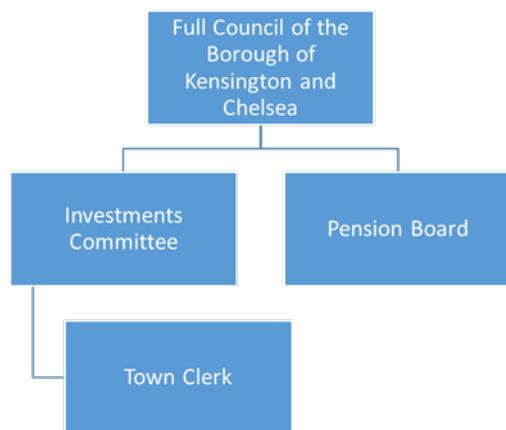 Full Council of the
Borough of
Kensington and
Chelsea
Investments
Committee
Pension Board
Town Clerk